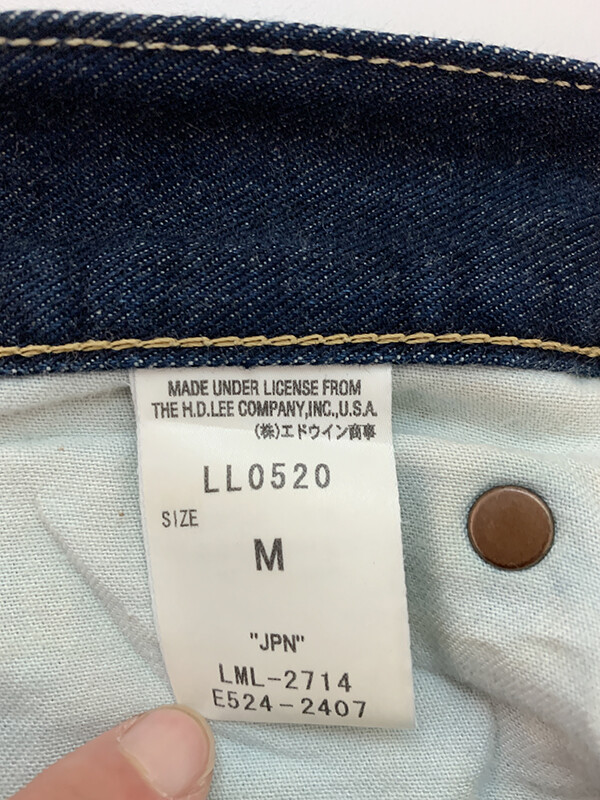 MADE UNDER LICENSE FROM
THE H.D.LEE COMPANY,INC.,U.S.A.
(株)エドウイン商事
LL0520
SIZE
M
"JPN"
LML-2714
E524-2407